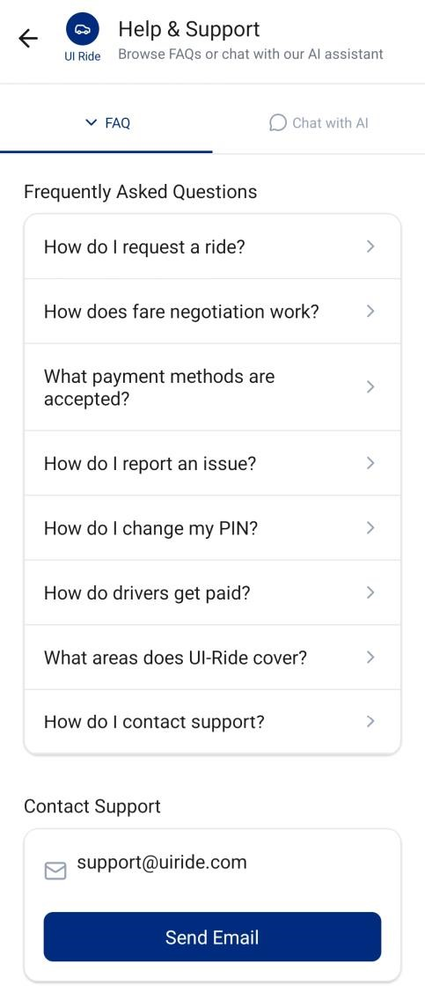 Help & Support
UI Ride
Browse FAQs or chat with our AI assistant
FAQ
Chat with AI
Frequently Asked Questions
How do I request a ride?
How does fare negotiation work?
What payment methods are
accepted?
How do I report an issue?
How do I change my PIN?
How do drivers get paid?
What areas does UI-Ride cover?
How do I contact support?
Contact Support
support@uiride.com
Send Email